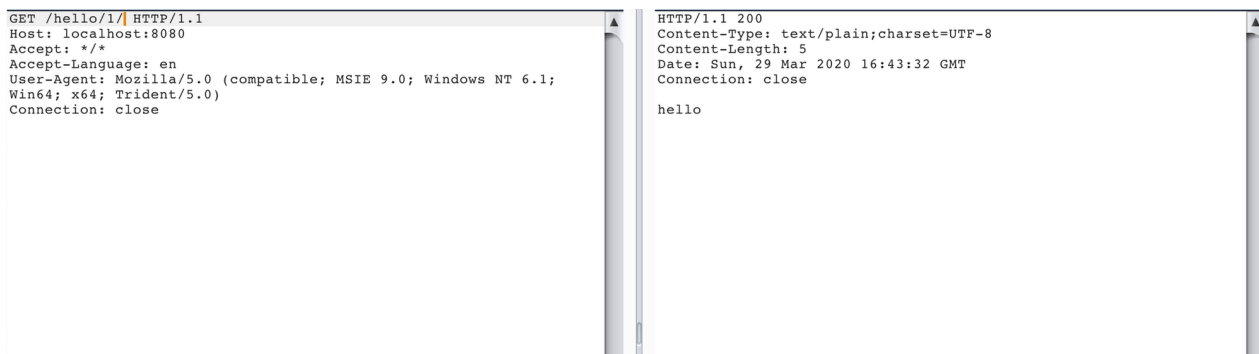 GET /hello/1/ HTTP/1.1
Host: localhost:8080
Accept: */*
Accept-Language: en
User-Agent: Mozilla/5.0 (compatible; MSIE 9.0; Windows NT 6.1;
Win64; x64; Trident/5.0)
Connection: close
HTTP/1.1 200
Content-Type: text/plain;charset=UTF-8
Content-Length: 5
Date: Sun, 29 Mar 2020 16:43:32 GMT
Connection: close
hello